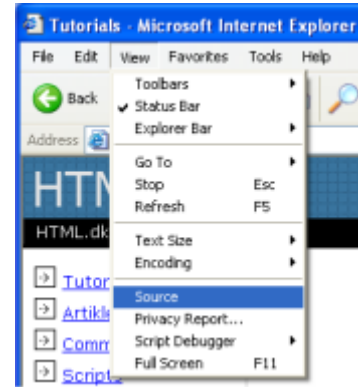 Tutorials - Microsoft Internet Explorer
File Edit View Favorites Tools Help
Back
Toolbars
Status Bar
Explorer Bar
Address
Go To
Stop Esc
Refresh F5
HTM
HTML.dk
Text Size
Encoding
Source
Privacy Report...
Script Debugger
Full Screen F11
Tutor
Artikl
Comm
Scripts